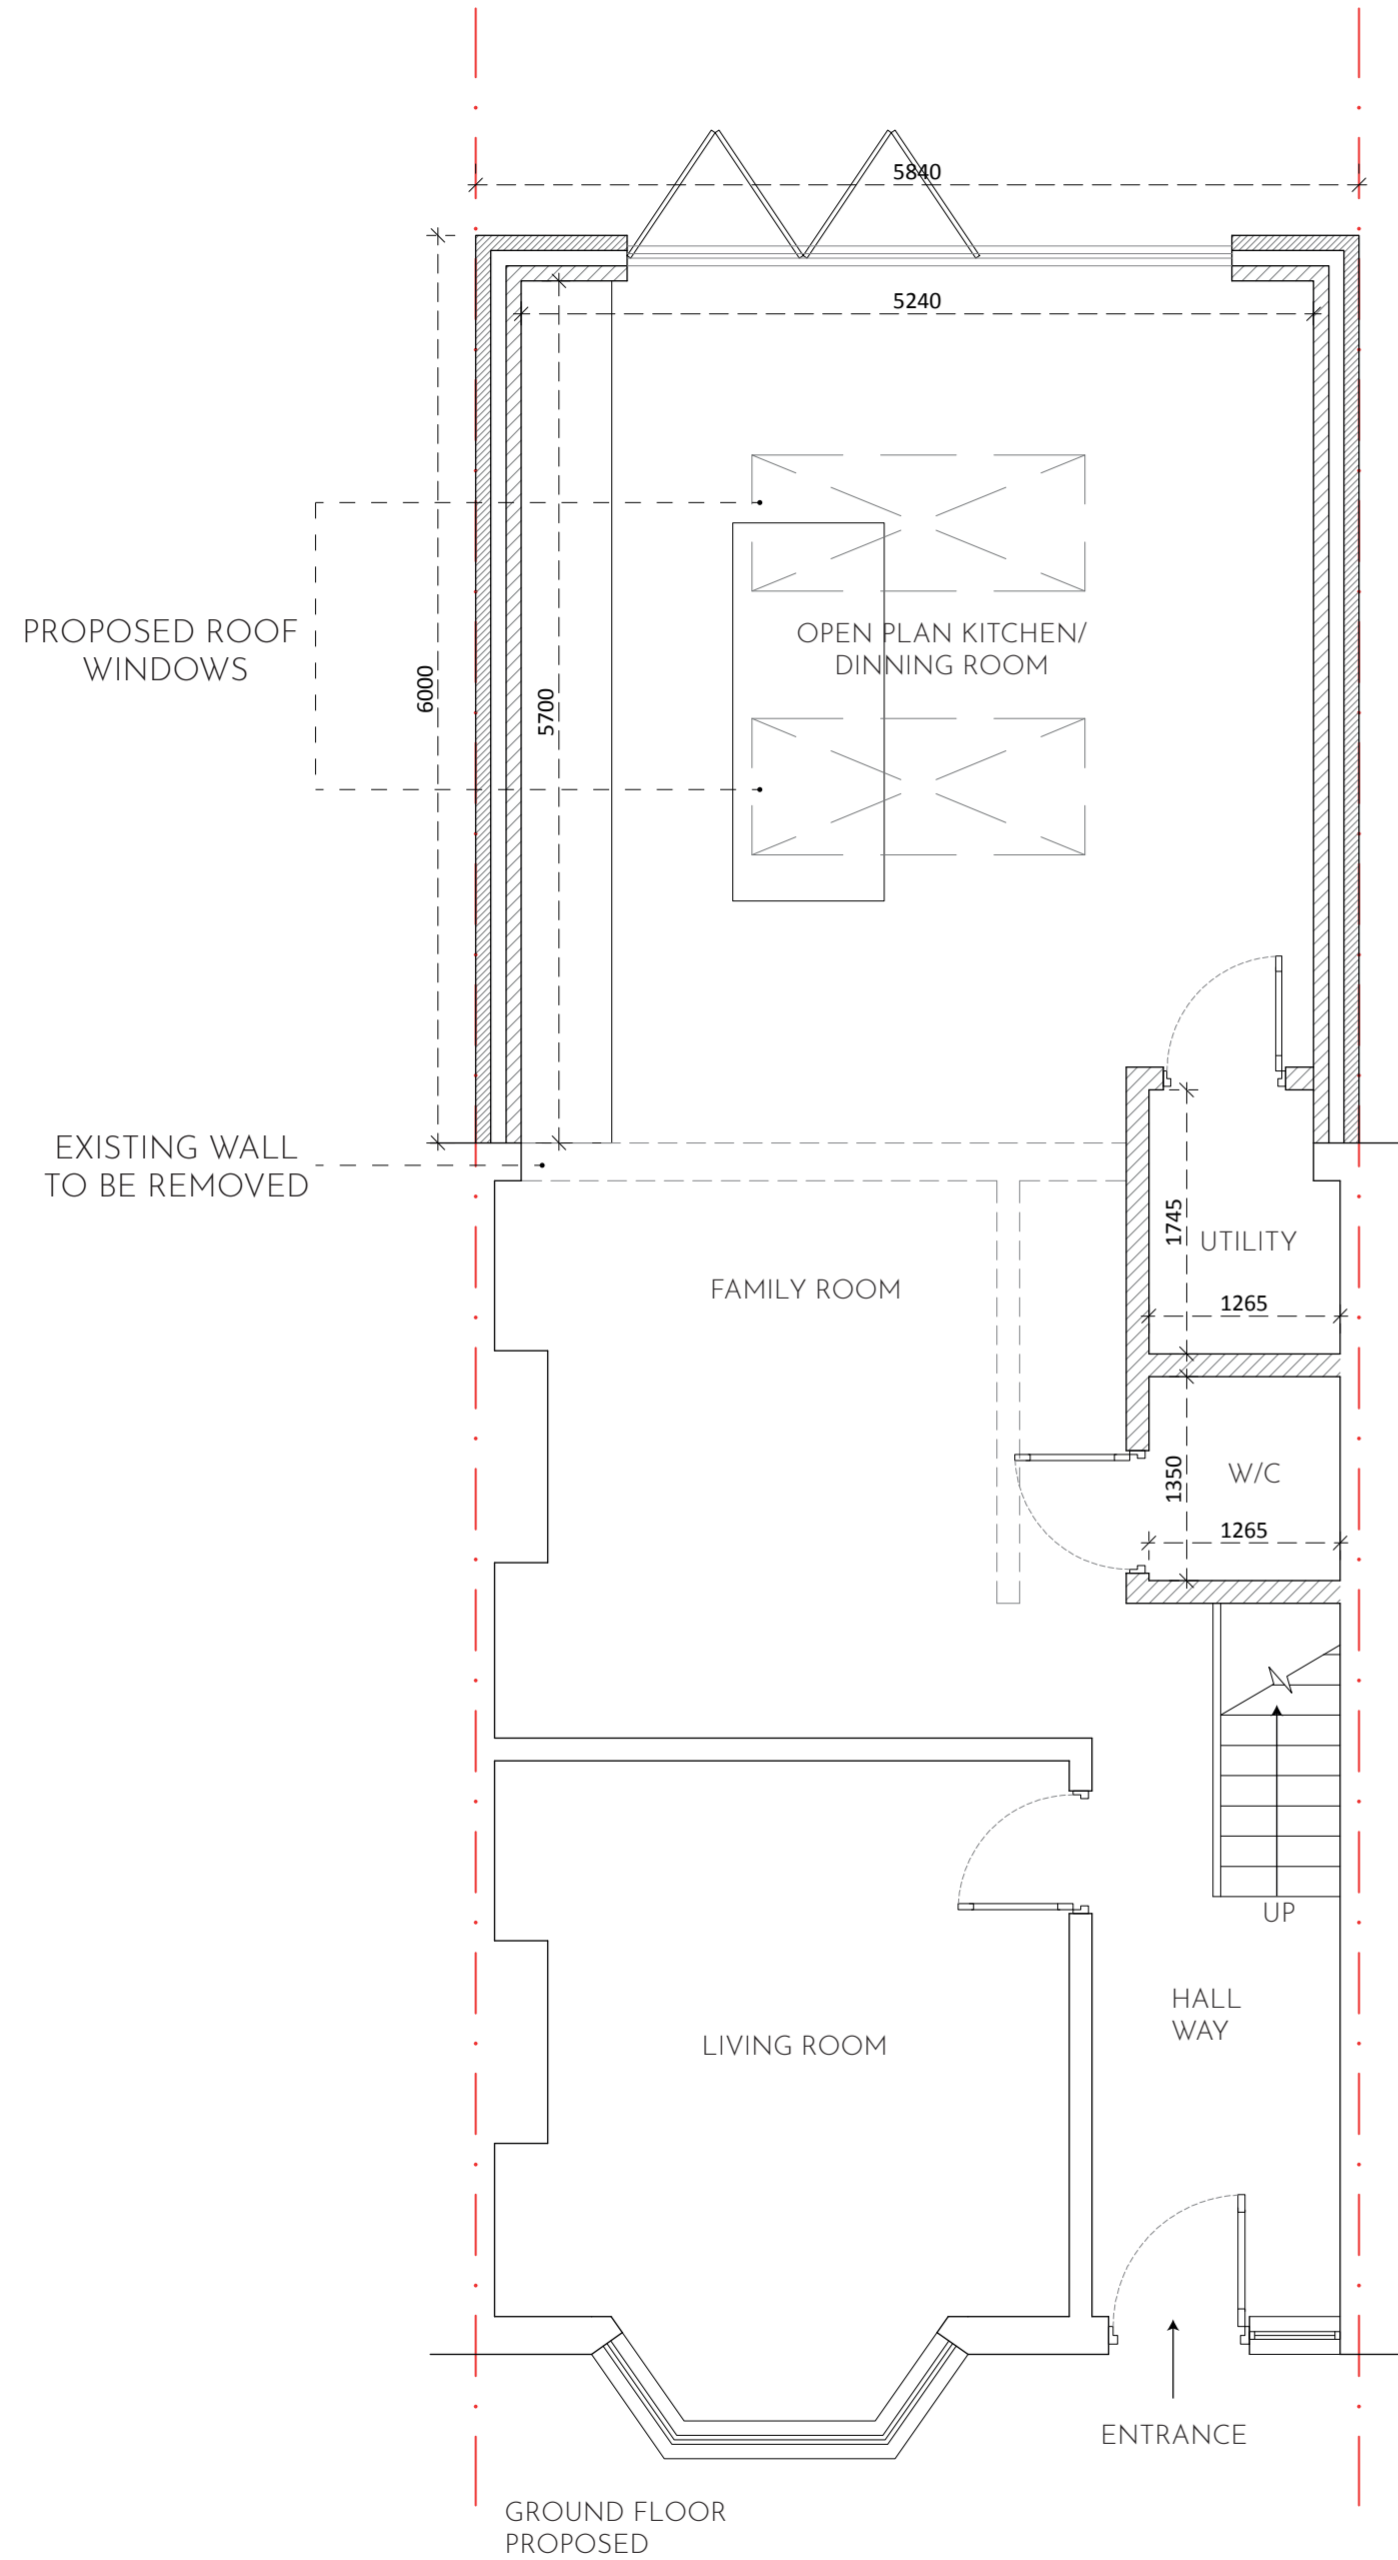 5840
5240
PROPOSED ROOF
WINDOWS
OPEN PLAN KITCHEN/
DINNING ROOM
6000
5700
EXISTING WALL
TO BE REMOVED
1745
UTILITY
FAMILY ROOM
1265
1350
W/C
1265
UP
HALL
WAY
LIVING ROOM
ENTRANCE
GROUND FLOOR
PROPOSED